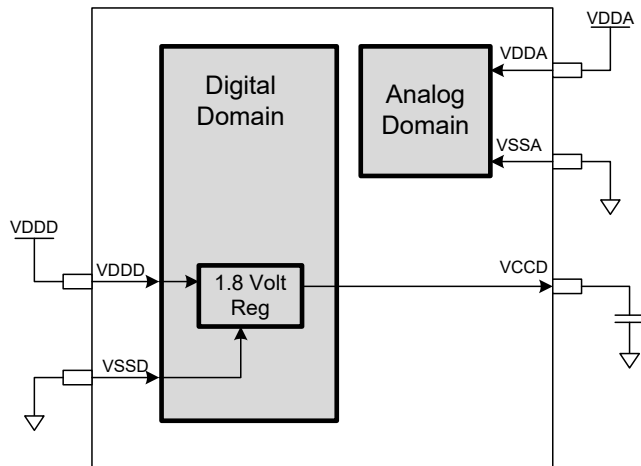 VDDA
Digital
Domain
VDDA
Analog
Domain
VSSA
VDDD
VDDD
1.8 Volt
Reg
VCCD
VSSD